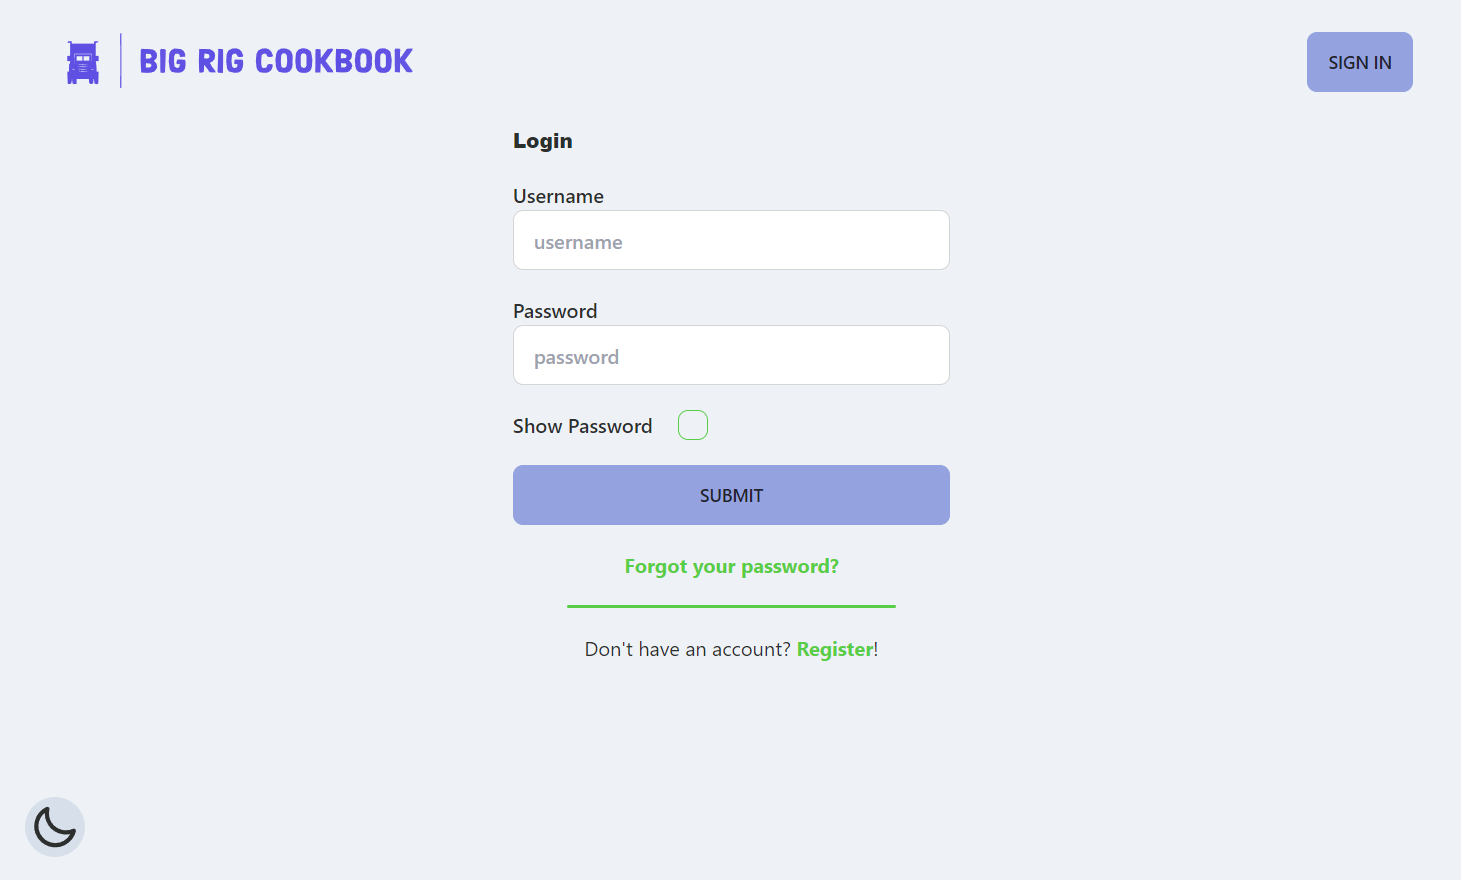 BIG RIG COOKBOOK
SIGN IN
Login
Username
username
Password
password
Show Password
SUBMIT
Forgot your password?
Don't have an account? Register!